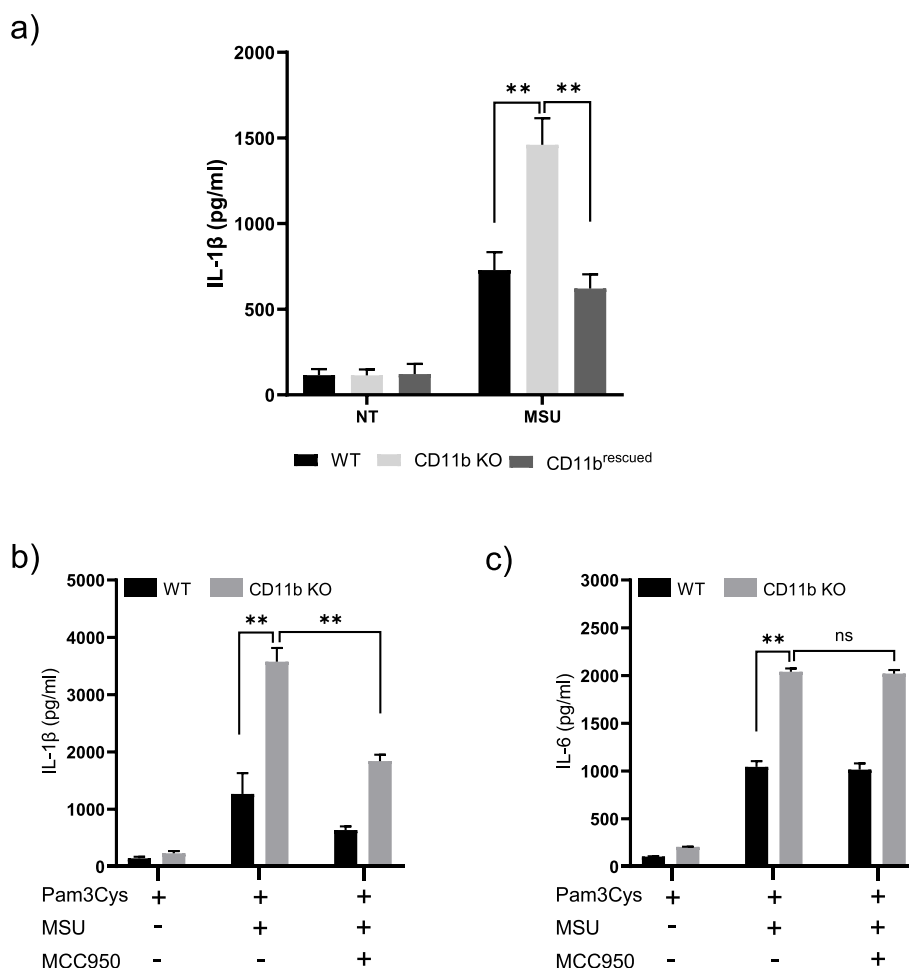 a)
2000
1500
1000
500
0
IL-1β (pg/ml)
** **
NT MSU
WT CD11b KO CD11b^rescued
b)
5000
4000
3000
2000
1000
0
IL-1β (pg/ml)
WT CD11b KO
** **
Pam3Cys + + +
MSU - + +
MCC950 - - +
c)
3000
2500
2000
1500
1000
500
0
IL-6 (pg/ml)
WT CD11b KO
** ns
Pam3Cys + + +
MSU - + +
MCC950 - - +